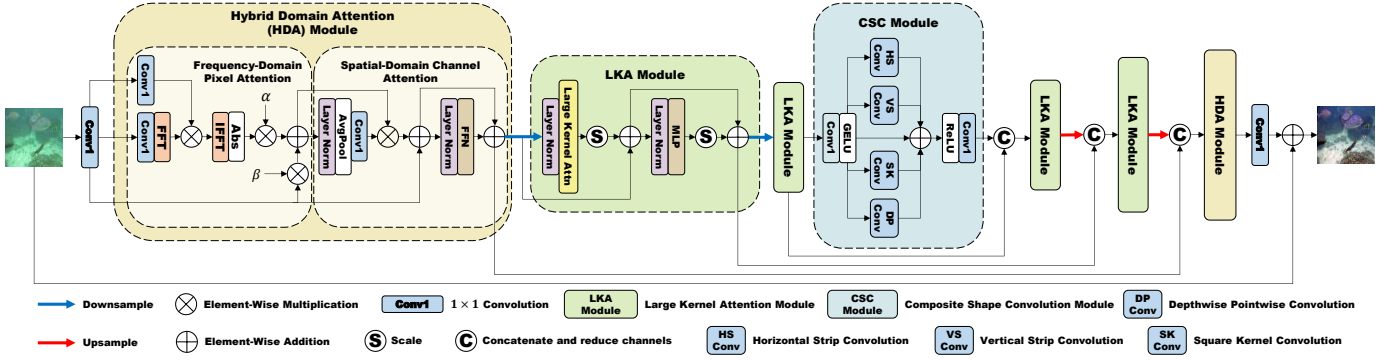 Hybrid Domain Attention
(HDA) Module
Frequency-Domain
Pixel Attention
Spatial-Domain Channel
Attention
Conv1
Conv1
Conv1
FFT
IFFT
Abs
α
β
Layer Norm
AvgPool
Conv1
Layer Norm
FFN
LKA Module
Layer Norm
Large Kernel Attn
S
Layer Norm
MLP
S
LKA Module
CSC Module
Conv1
GELU
HS
Conv
VS
Conv
SK
Conv
DP
Conv
ReLU
Conv1
C
LKA Module
C
LKA Module
C
HDA Module
Conv1
Downsample
Element-Wise Multiplication
Conv1
1 × 1 Convolution
LKA
Module
Large Kernel Attention Module
CSC
Module
Composite Shape Convolution Module
DP
Conv
Depthwise Pointwise Convolution
Upsample
Element-Wise Addition
S
Scale
C
Concatenate and reduce channels
HS
Conv
Horizontal Strip Convolution
VS
Conv
Vertical Strip Convolution
SK
Conv
Square Kernel Convolution